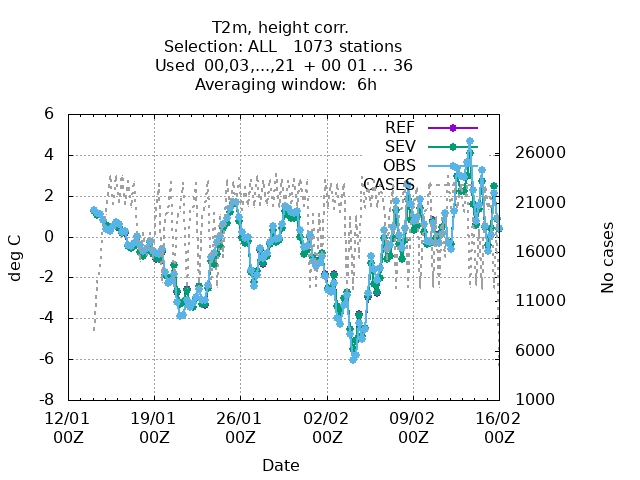 T2m, height corr.
Selection: ALL   1073 stations
Used  00,03,...,21  + 00 01 ... 36
Averaging window:  6h
REF
SEV
OBS
CASES
6
4
2
0
-2
-4
-6
-8
deg C
26000
21000
16000
11000
6000
1000
No cases
12/01 19/01 26/01 02/02 09/02 16/02
00Z 00Z 00Z 00Z 00Z 00Z
Date